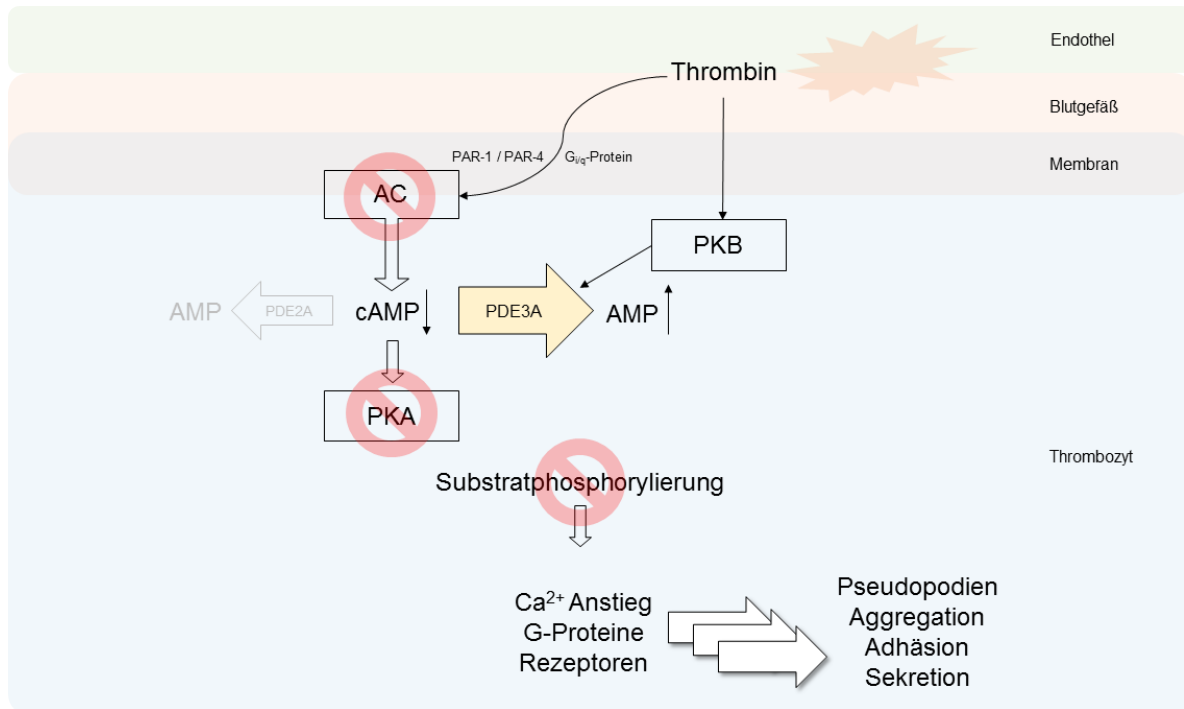 Endothel
Thrombin
Blutgefäß
PAR-1 / PAR-4 Gi/q-Protein
Membran
AC
PKB
AMP
PDE2A
cAMP
PDE3A
AMP
PKA
Thrombozyt
Substratphosphorylierung
Ca²⁺ Anstieg
G-Proteine
Rezeptoren
Pseudopodien
Aggregation
Adhäsion
Sekretion